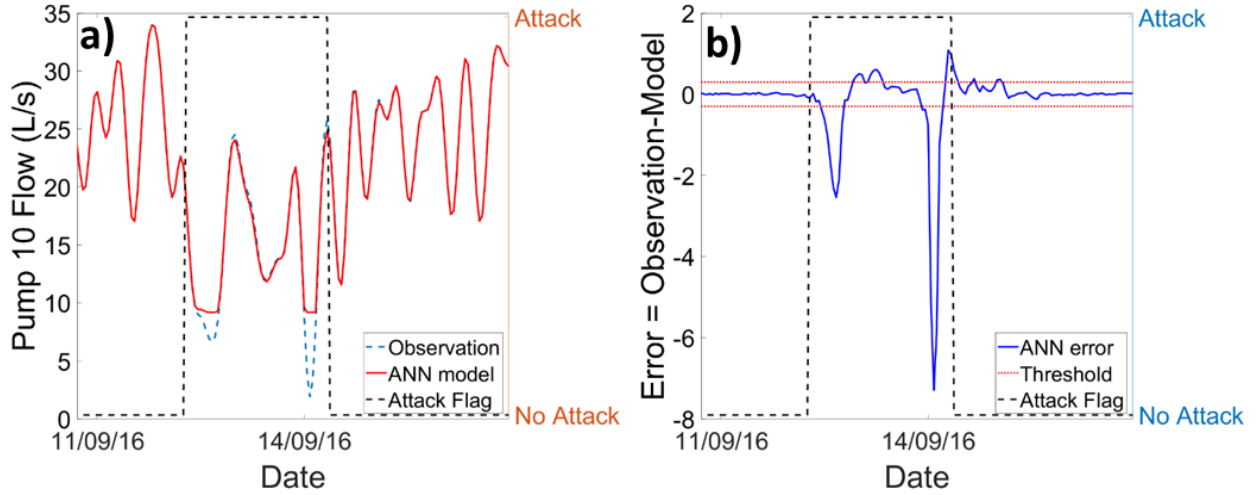 a)
Pump 10 Flow (L/s)
35
30
25
20
15
10
5
0
Attack
No Attack
Observation
ANN model
Attack Flag
11/09/16
14/09/16
Date
b)
Error = Observation-Model
2
0
-2
-4
-6
-8
Attack
No Attack
ANN error
Threshold
Attack Flag
11/09/16
14/09/16
Date